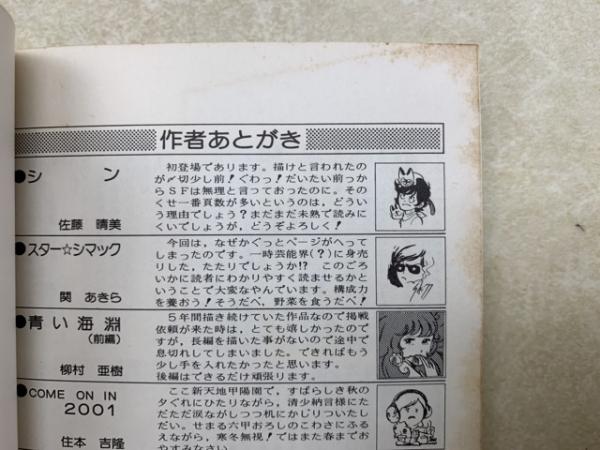 作者あとがき
●シン
佐藤 晴美
初登場であります。描けと言われたの
が〆切少し前!ぐわっ!だいたい前っか
らSFは無理と言っておったのに。その
くせ一番頁数が多いというのは、どうい
う理由でしょう?まだまだ未熟で読みに
くいでしょうが、どうぞよろしく!
●スター☆シマック
関 あきら
今回は、なぜかぐっとページがへって
しまったのです。一時芸能界(?)に身売
りした、たたりでしょうか!? このごろ
いかに読者にわかりやすく読ませるかと
いうことで大変なやんでいます。構成力
を養おう!そうだべ、野菜を食うだべ!
●青い海淵
(前編)
柳村 亜樹
5年間描き続けていた作品なので掲戦
依頼が来た時は、とても嬉しかったので
すが、長編を描いた事がないので途中で
息切れしてしまいました。できればもう
少し手を入れたかったと思います。
後編はできるだけ頑張ります。
●COME ON IN
2001
住本 吉隆
ここ新天地甲陽園で、すばらしき秋の
夕ぐれにひたりながら、清少納言様にた
だただ涙ながしつつ机にかじりついたし
だい。せまる六甲おろしのこわさにふる
えながら、寒冬無視!ではまた春までお
やすみなさい